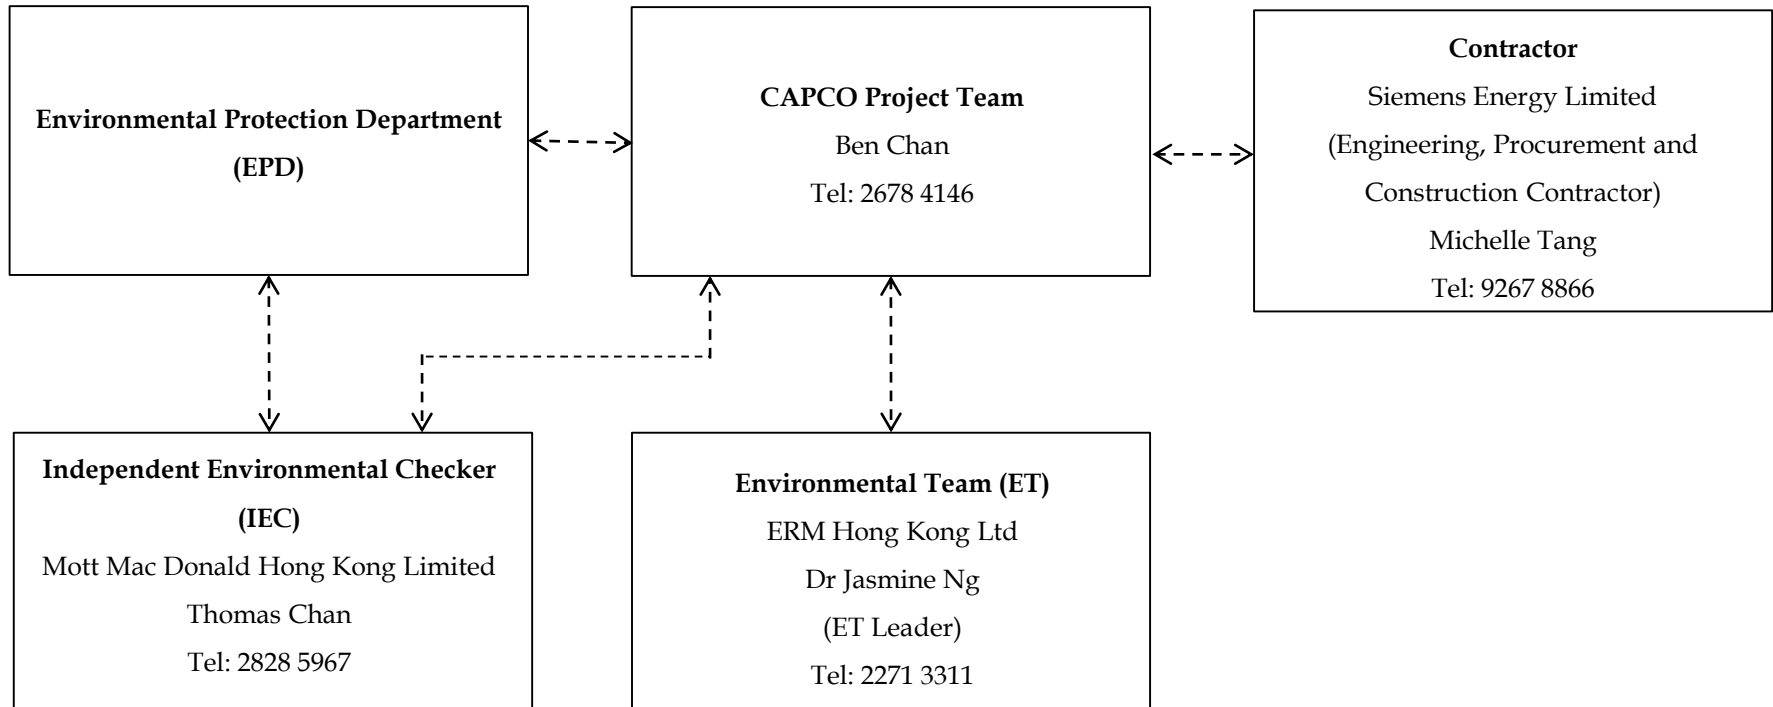 Environmental Protection Department
(EPD)
CAPCO Project Team
Ben Chan
Tel: 2678 4146
Contractor
Siemens Energy Limited
(Engineering, Procurement and
Construction Contractor)
Michelle Tang
Tel: 9267 8866
Independent Environmental Checker
(IEC)
Mott Mac Donald Hong Kong Limited
Thomas Chan
Tel: 2828 5967
Environmental Team (ET)
ERM Hong Kong Ltd
Dr Jasmine Ng
(ET Leader)
Tel: 2271 3311